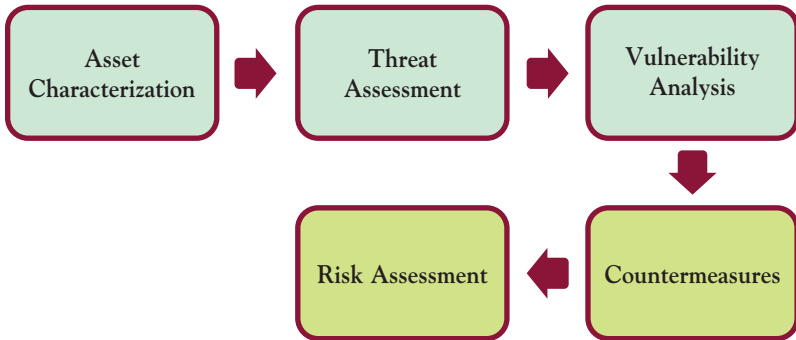 Asset
Characterization
Threat
Assessment
Vulnerability
Analysis
Countermeasures
Risk Assessment